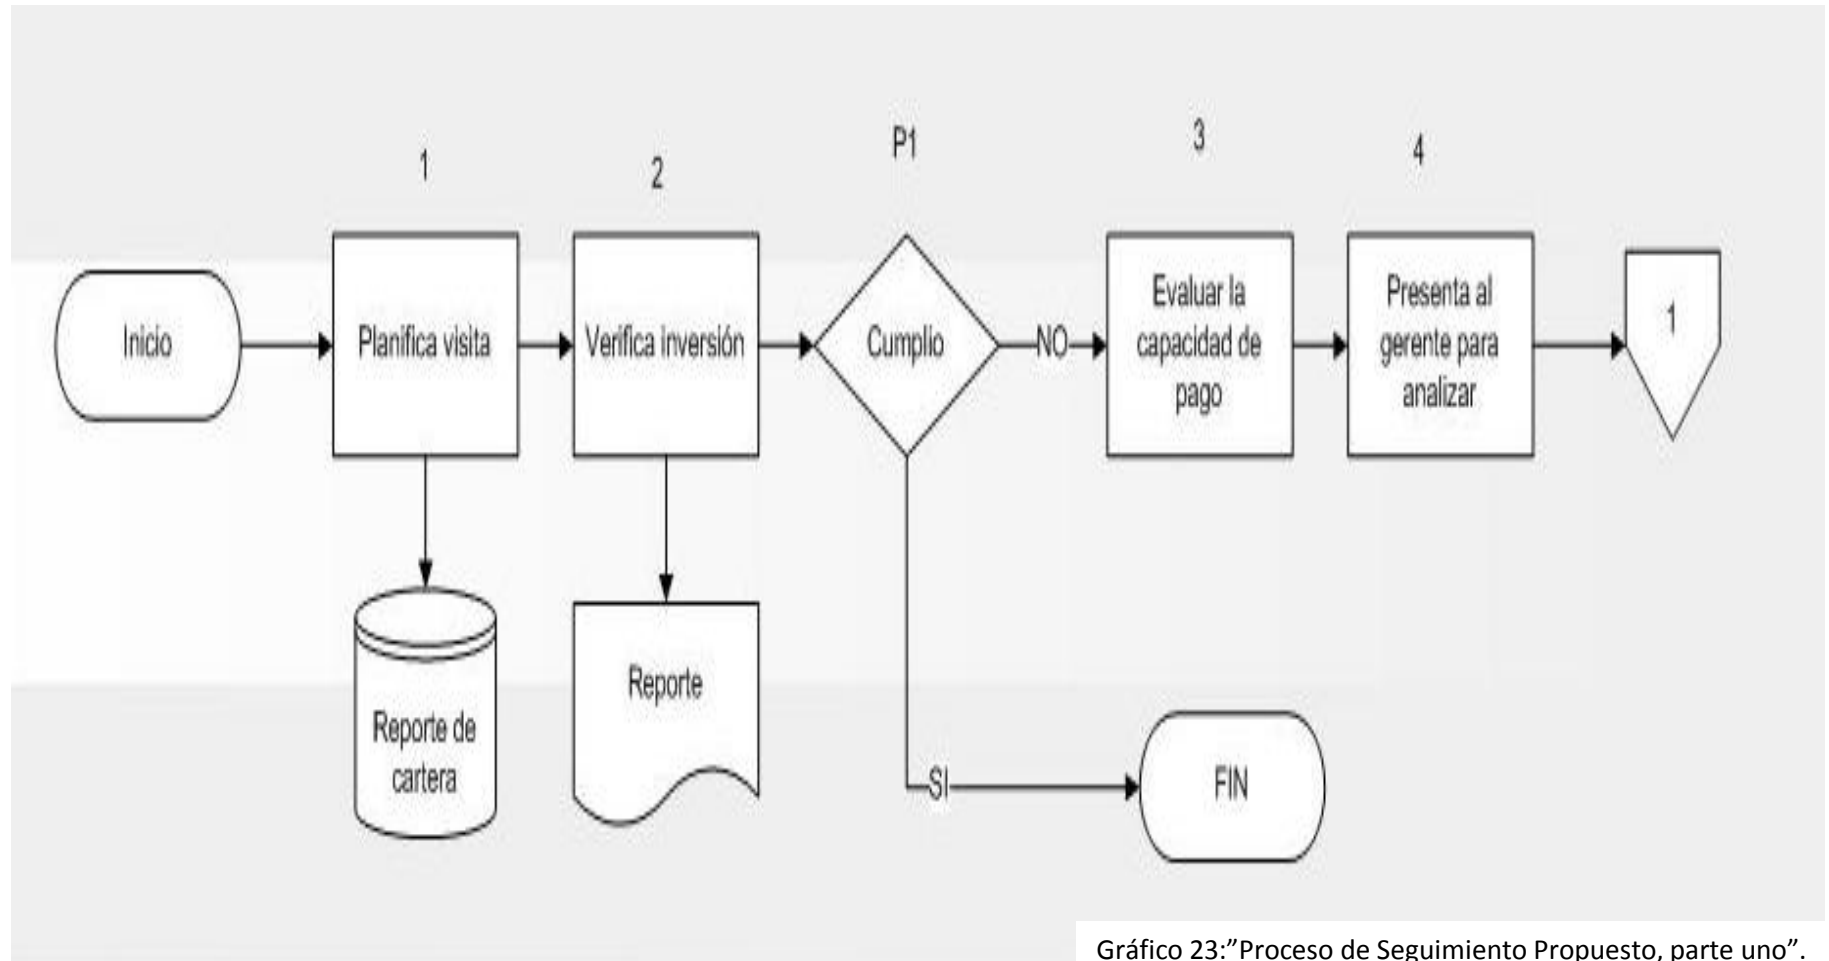 1
2
P1
3
4
Inicio
Planifica visita
Verifica inversión
Cumplio
NO
Evaluar la
capacidad de
pago
Presenta al
gerente para
analizar
1
Reporte de
cartera
Reporte
SI
FIN
Gráfico 23:”Proceso de Seguimiento Propuesto, parte uno”.